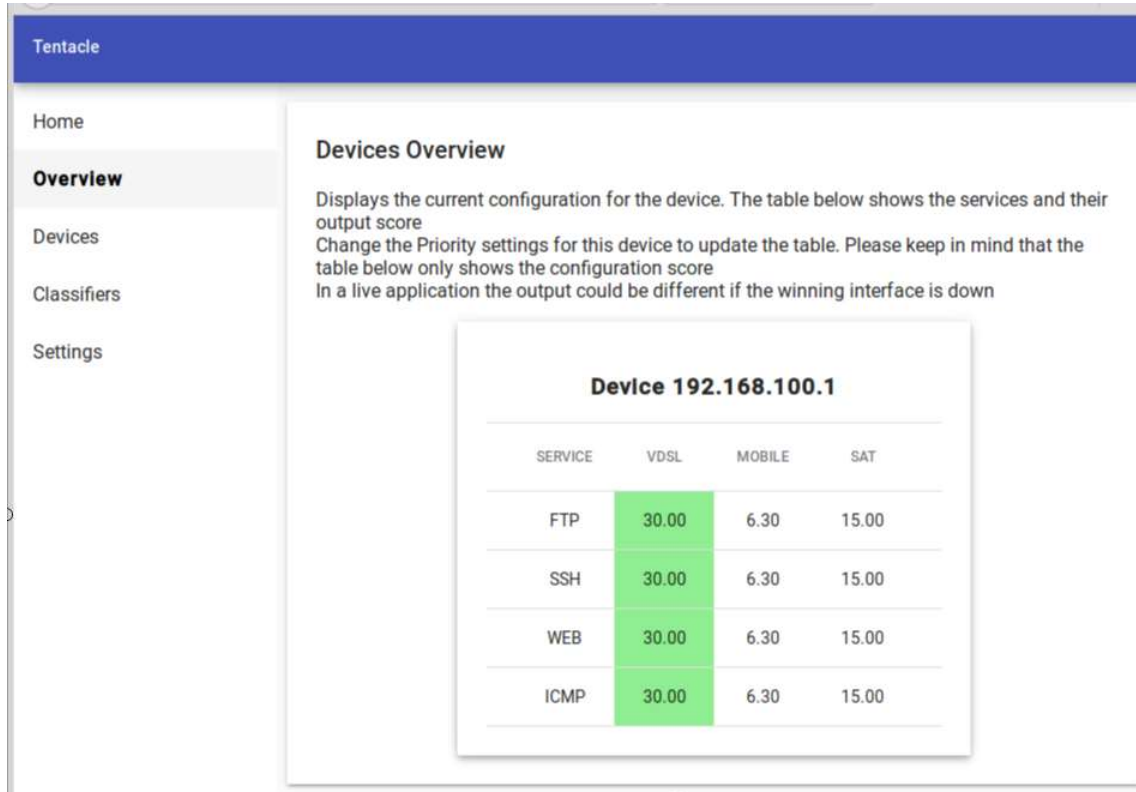 Tentacle
Home
Overview
Devices
Classifiers
Settings
Devices Overview
Displays the current configuration for the device. The table below shows the services and their
output score
Change the Priority settings for this device to update the table. Please keep in mind that the
table below only shows the configuration score
In a live application the output could be different if the winning interface is down
Device 192.168.100.1
SERVICE VDSL MOBILE SAT
FTP 30.00 6.30 15.00
SSH 30.00 6.30 15.00
WEB 30.00 6.30 15.00
ICMP 30.00 6.30 15.00